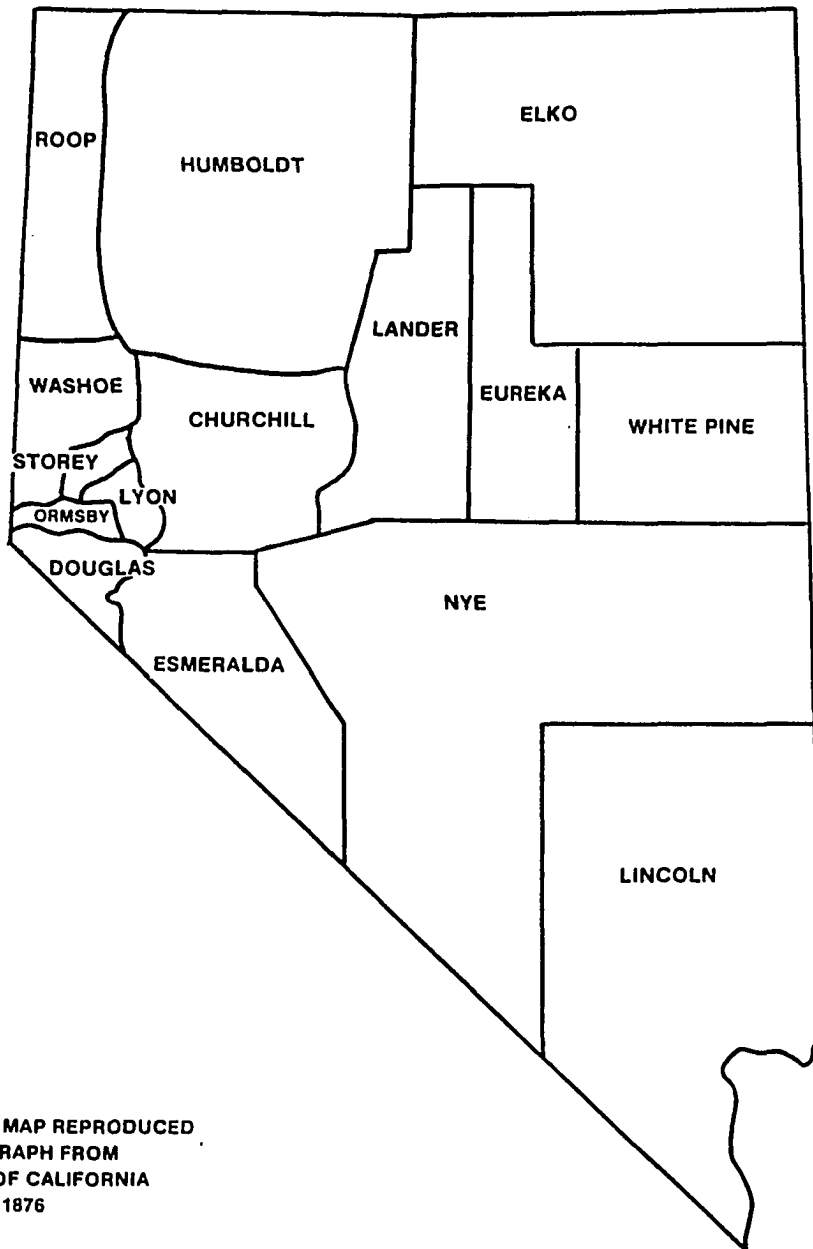 ELKO
ROOP
HUMBOLDT
LANDER
WASHOE
EUREKA
CHURCHILL
WHITE PINE
STOREY
LYON
ORMSBY
DOUGLAS
NYE
ESMERALDA
LINCOLN
MAP REPRODUCED
RAPH FROM
OF CALIFORNIA
1876